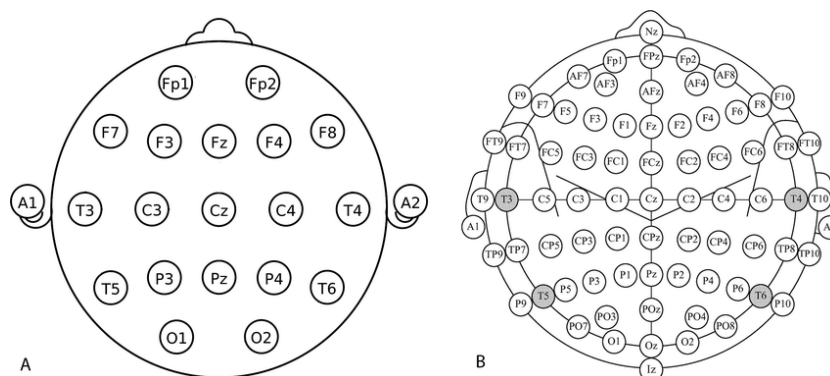 Fp1 Fp2
F7 F3 Fz F4 F8
A1 T3 C3 Cz C4 T4 A2
T5 P3 Pz P4 T6
O1 O2
A
Nz
Fp1 FPz Fp2
AF7 AF3 AFz AF4 AF8
F9 F7 F5 F3 F1 Fz F2 F4 F6 F8 F10
FT9 FT7 FC5 FC3 FC1 FCz FC2 FC4 FC6 FT8 FT10
T9 T3 C5 C3 C1 Cz C2 C4 C6 T4 T10
A1 A
TP9 TP7 CP5 CP3 CP1 CPz CP2 CP4 CP6 TP8 TP10
P9 T5 P5 P3 P1 Pz P2 P4 P6 T6 P10
PO7 PO3 POz PO4 PO8
O1 Oz O2
Iz
B